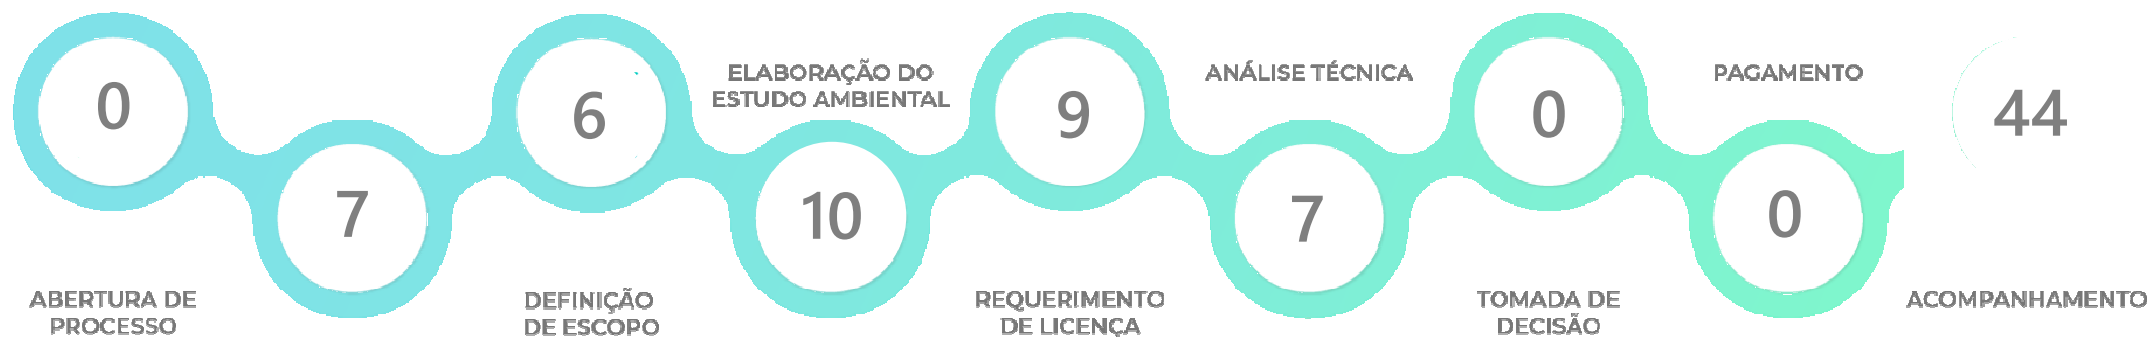 0
ABERTURA DE
PROCESSO
7
6
DEFINIÇÃO
DE ESCOPO
ELABORAÇÃO DO
ESTUDO AMBIENTAL
10
9
REQUERIMENTO
DE LICENÇA
ANÁLISE TÉCNICA
7
0
TOMADA DE
DECISÃO
PAGAMENTO
0
44
ACOMPANHAMENTO